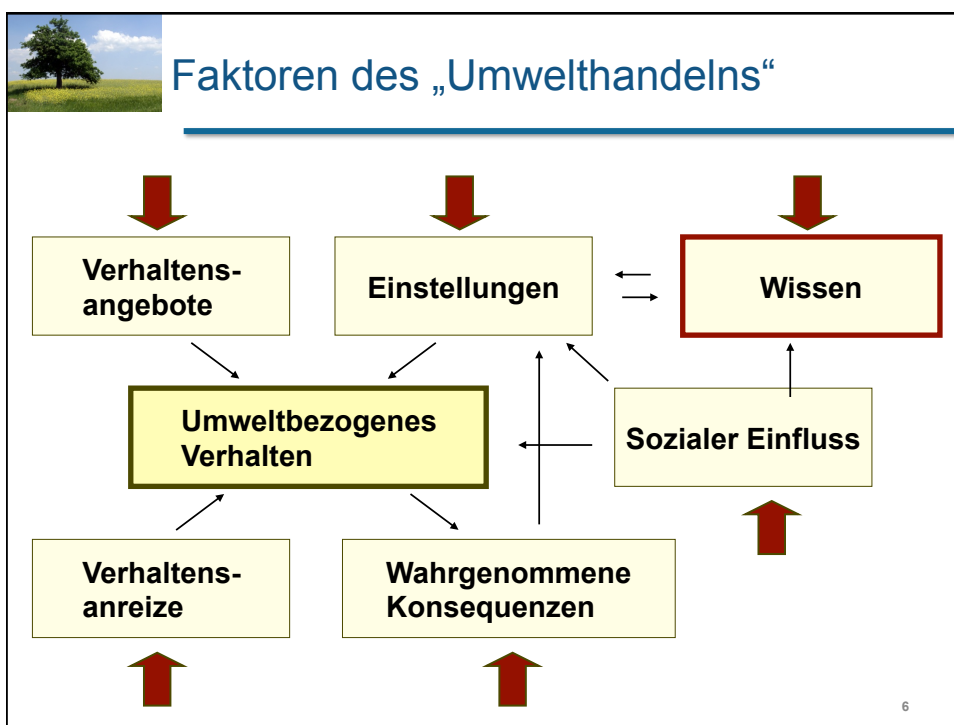 Faktoren des „Umwelthandelns“
Verhaltens-
angebote
Einstellungen
Wissen
Umweltbezogenes
Verhalten
Sozialer Einfluss
Verhaltens-
anreize
Wahrgenommene
Konsequenzen
6